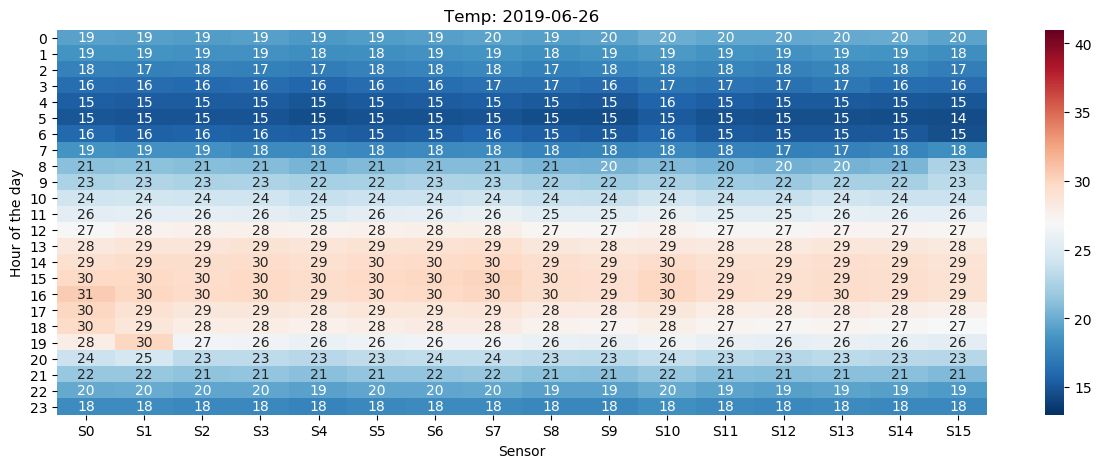 Temp: 2019-06-26
Hour of the day
0 19 19 19 19 19 19 19 20 19 20 20 20 20 20 20 20
1 19 19 19 19 18 18 19 19 18 19 19 19 19 19 19 18
2 18 17 18 17 17 18 18 18 17 18 18 18 18 18 18 17
3 16 16 16 16 16 16 16 17 17 16 17 17 17 17 16 16
4 15 15 15 15 15 15 15 15 15 15 16 15 15 15 15 15
5 15 15 15 15 15 15 15 15 15 15 15 15 15 15 15 14
6 16 16 16 16 15 15 15 16 15 15 16 15 15 15 15 15
7 19 19 19 18 18 18 18 18 18 18 18 18 17 17 18 18
8 21 21 21 21 21 21 21 21 21 20 21 20 20 20 21 23
9 23 23 23 23 22 22 23 23 22 22 22 22 22 22 22 23
10 24 24 24 24 24 24 24 24 24 24 24 24 24 24 24 24
11 26 26 26 26 25 26 26 26 25 25 26 25 25 26 26 26
12 27 28 28 28 28 28 28 28 27 27 28 27 27 27 27 27
13 28 29 29 29 29 29 29 29 29 28 29 28 28 29 29 28
14 29 29 29 30 29 29 30 30 29 29 30 29 29 29 29 29
15 30 30 30 30 29 30 30 30 30 29 30 29 29 30 29 29
16 31 30 30 30 29 30 30 30 30 29 30 29 29 30 29 29
17 30 29 29 29 28 29 29 29 28 28 29 28 28 28 28 28
18 30 29 28 28 28 28 28 28 28 27 28 27 27 27 27 27
19 28 30 27 26 26 26 26 26 26 26 26 26 26 26 26 26
20 24 25 23 23 23 23 24 24 23 23 24 23 23 23 23 23
21 22 22 21 21 21 21 22 22 21 21 22 21 21 21 21 21
22 20 20 20 20 19 19 20 20 19 19 20 19 19 19 19 19
23 18 18 18 18 18 18 18 18 18 18 18 18 18 18 18 18
S0 S1 S2 S3 S4 S5 S6 S7 S8 S9 S10 S11 S12 S13 S14 S15
Sensor
40
35
30
25
20
15